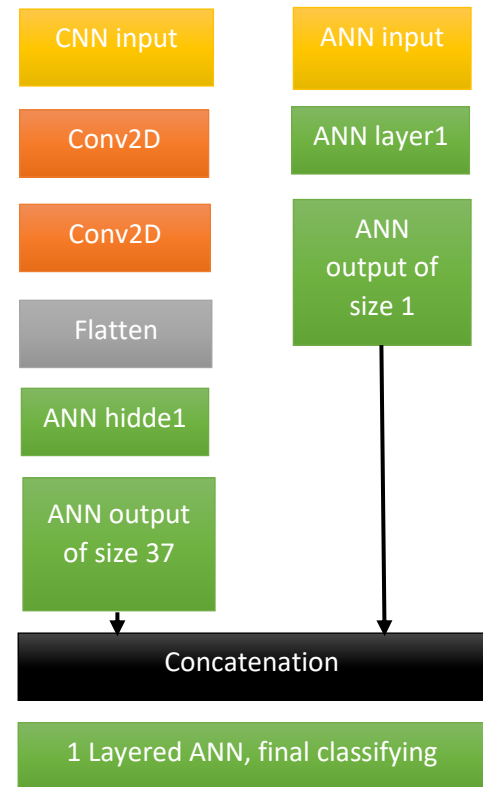 CNN input
Conv2D
Conv2D
Flatten
ANN hidde1
ANN output
of size 37
ANN input
ANN layer1
ANN
output of
size 1
Concatenation
1 Layered ANN, final classifying